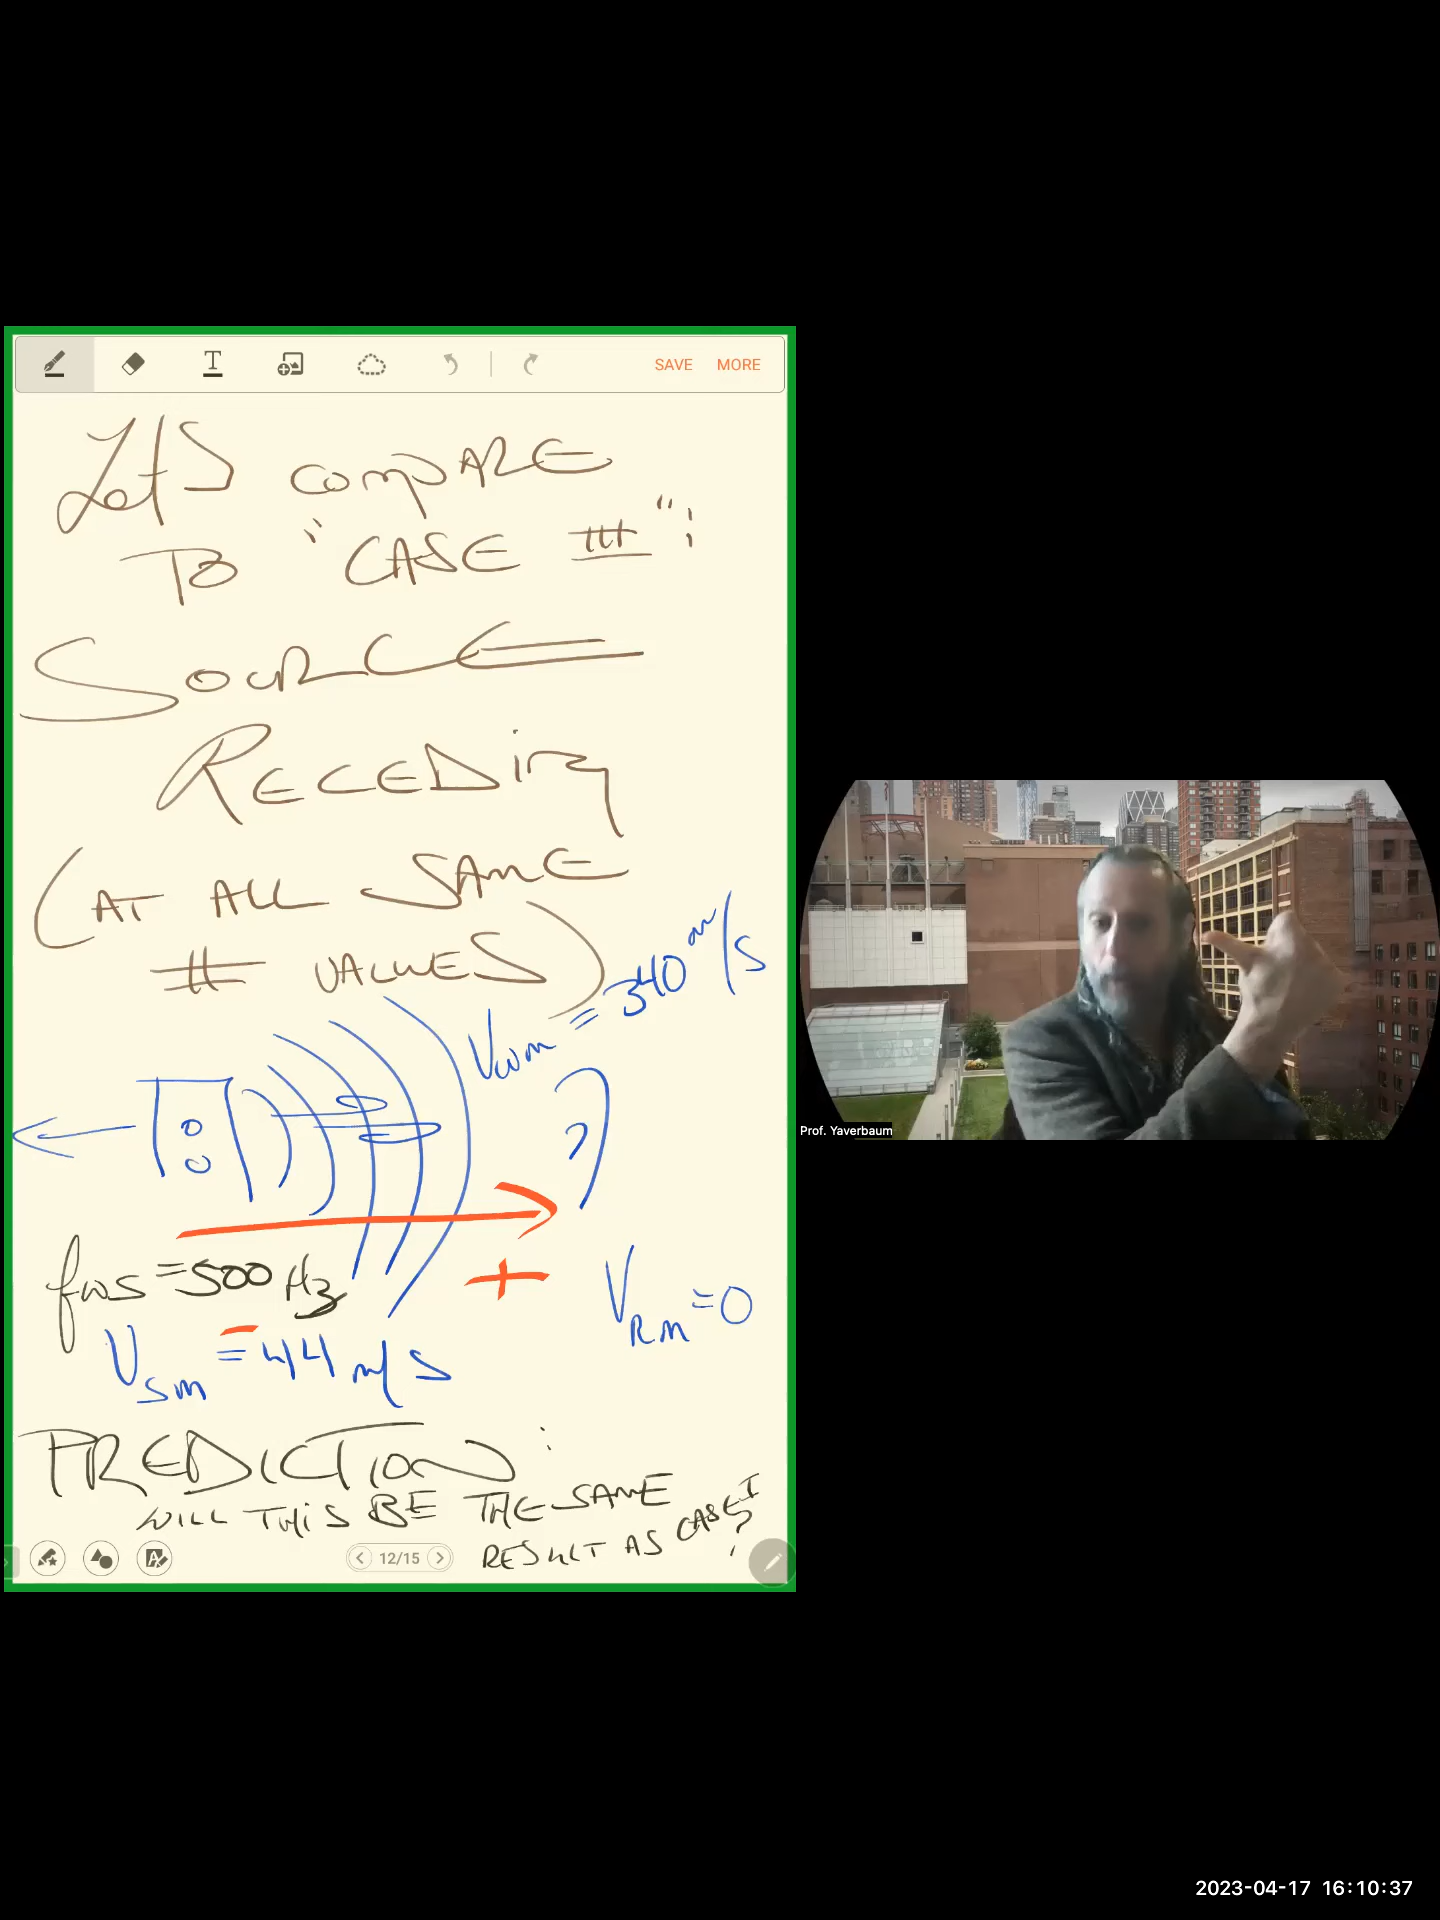 SAVE MORE
LetS COMPARE
TO "CASE III":
SOURCE
RECEDing
(AT ALL SAME
# VALUES)
Vwm = 340 m/s
fws = 500 Hz
VRM = 0
Vsm = -44 m/s
PREDICTION:
WILL THIS BE THE SAME
RESULT AS CASE I?
12/15
Prof. Yaverbaum
2023-04-17 16:10:37